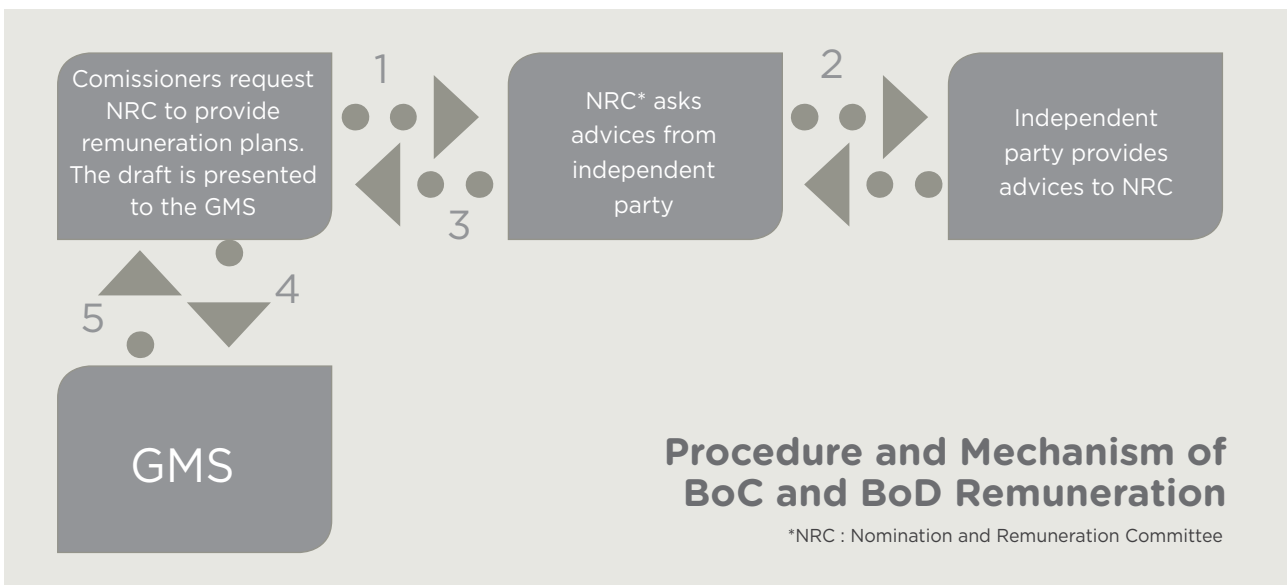 Comissioners request
NRC to provide
remuneration plans.
The draft is presented
to the GMS
1
NRC* asks
advices from
independent
party
2
Independent
party provides
advices to NRC
3
4
5
GMS
Procedure and Mechanism of
BoC and BoD Remuneration
*NRC : Nomination and Remuneration Committee